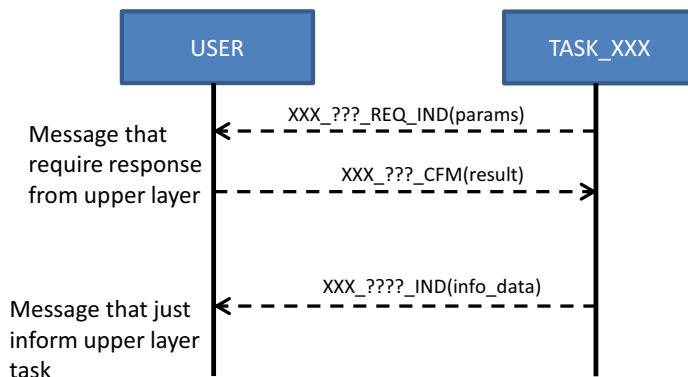 USER
TASK_XXX
XXX_???_REQ_IND(params)
Message that
require response
from upper layer
XXX_???_CFM(result)
XXX_????_IND(info_data)
Message that just
inform upper layer
task